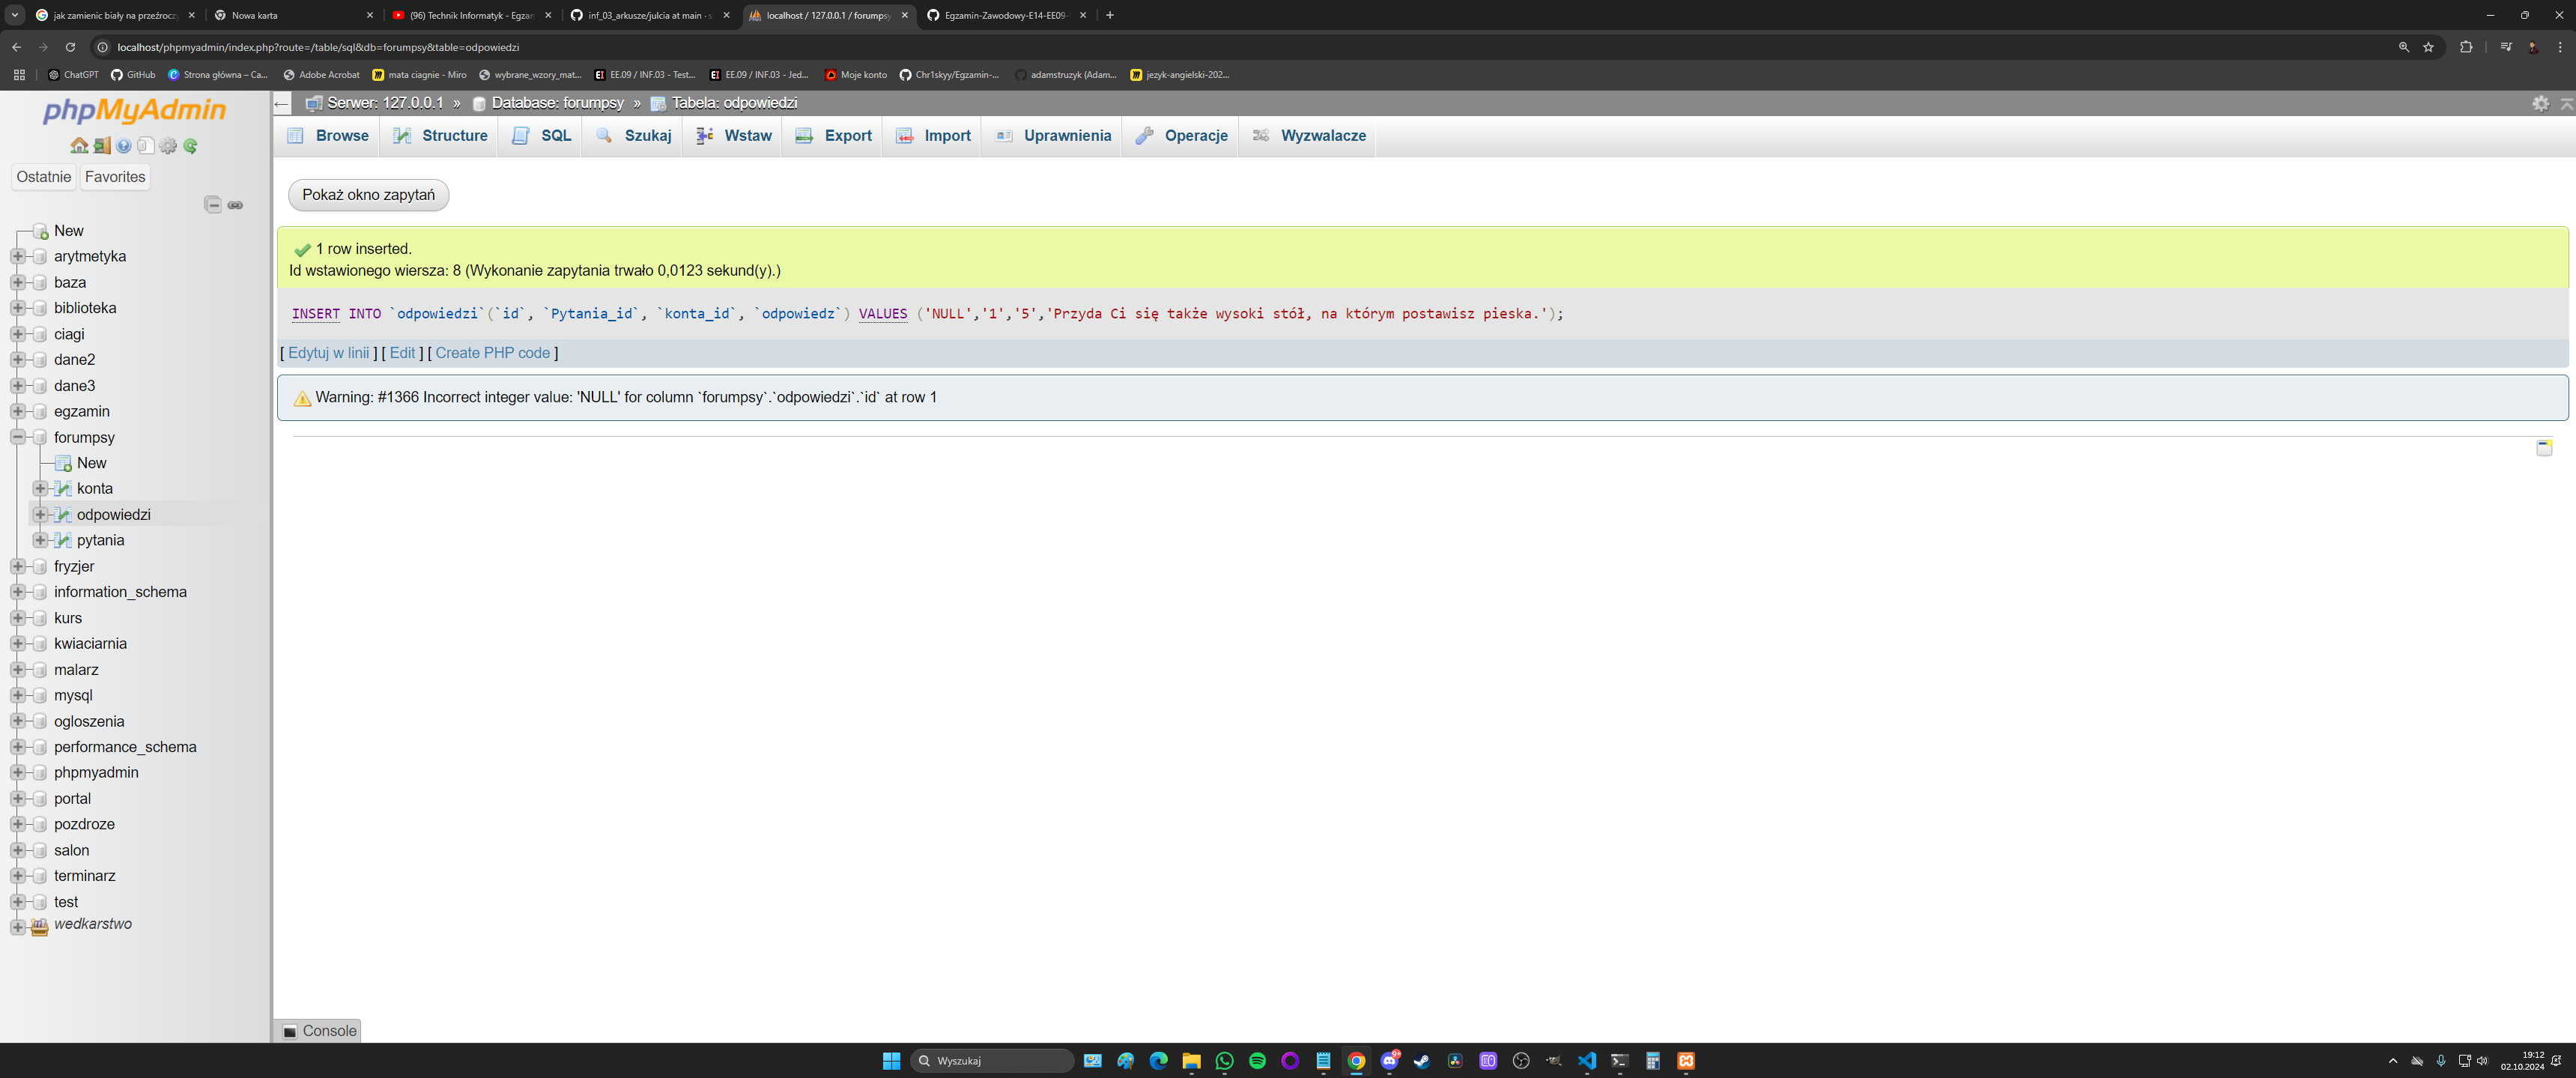 jak zamienic biały na przeźroczy
Nowa karta
(96) Technik Informatyk - Egzam
inf_03_arkusze/julcia at main · s
localhost / 127.0.0.1 / forumpsy
Egzamin-Zawodowy-E14-EE09-
localhost/phpmyadmin/index.php?route=/table/sql&db=forumpsy&table=odpowiedzi
ChatGPT
GitHub
Strona główna – Ca...
Adobe Acrobat
mata ciagnie - Miro
wybrane_wzory_mat...
EE.09 / INF.03 - Test...
EE.09 / INF.03 - Jed...
Moje konto
Chr1skyy/Egzamin-...
adamstruzyk (Adam...
jezyk-angielski-202...
phpMyAdmin
Ostatnie Favorites
New
arytmetyka
baza
biblioteka
ciagi
dane2
dane3
egzamin
forumpsy
New
konta
odpowiedzi
pytania
fryzjer
information_schema
kurs
kwiaciarnia
malarz
mysql
ogloszenia
performance_schema
phpmyadmin
portal
pozdroze
salon
terminarz
test
wedkarstwo
Serwer: 127.0.0.1 » Database: forumpsy » Tabela: odpowiedzi
Browse Structure SQL Szukaj Wstaw Export Import Uprawnienia Operacje Wyzwalacze
Pokaż okno zapytań
1 row inserted.
Id wstawionego wiersza: 8 (Wykonanie zapytania trwało 0,0123 sekund(y).)
INSERT INTO `odpowiedzi`(`id`, `Pytania_id`, `konta_id`, `odpowiedz`) VALUES ('NULL','1','5','Przyda Ci się także wysoki stół, na którym postawisz pieska.');
[ Edytuj w linii ] [ Edit ] [ Create PHP code ]
Warning: #1366 Incorrect integer value: 'NULL' for column `forumpsy`.`odpowiedzi`.`id` at row 1
Console
Wyszukaj
9+
19:12
02.10.2024